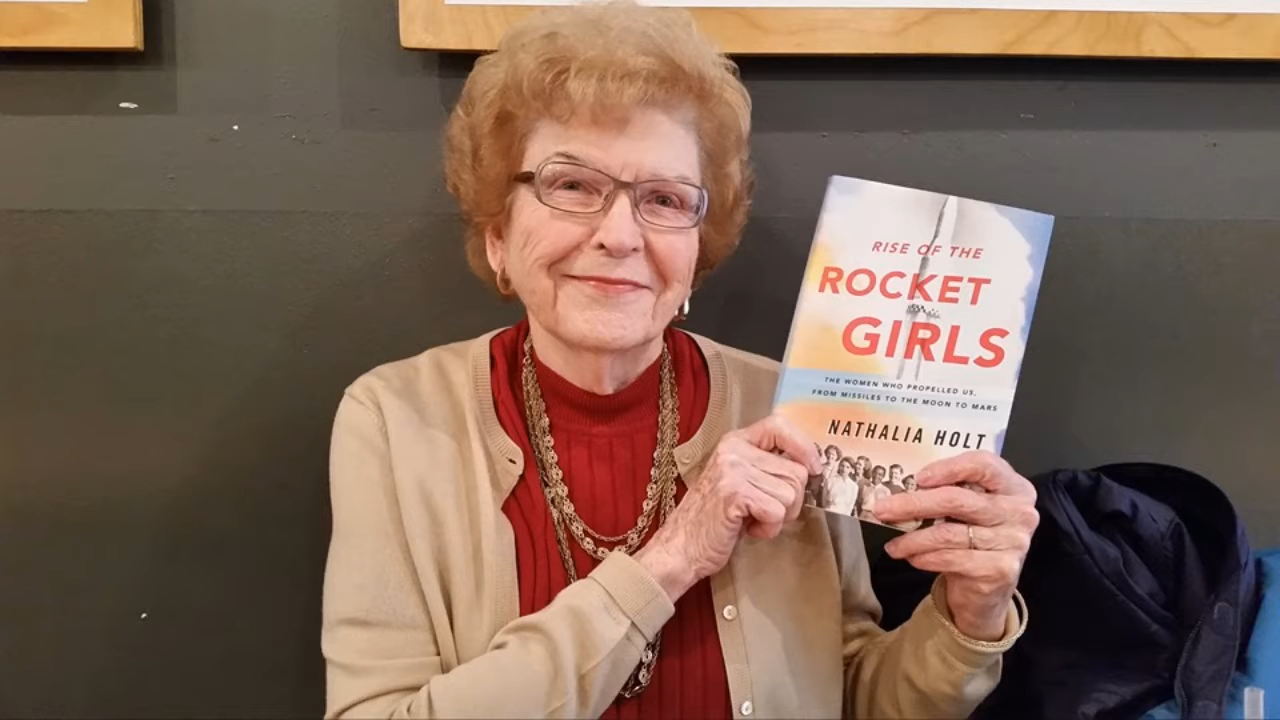 RISE OF THE
ROCKET
GIRLS
THE WOMEN WHO PROPELLED US,
FROM MISSILES TO THE MOON TO MARS
NATHALIA HOLT